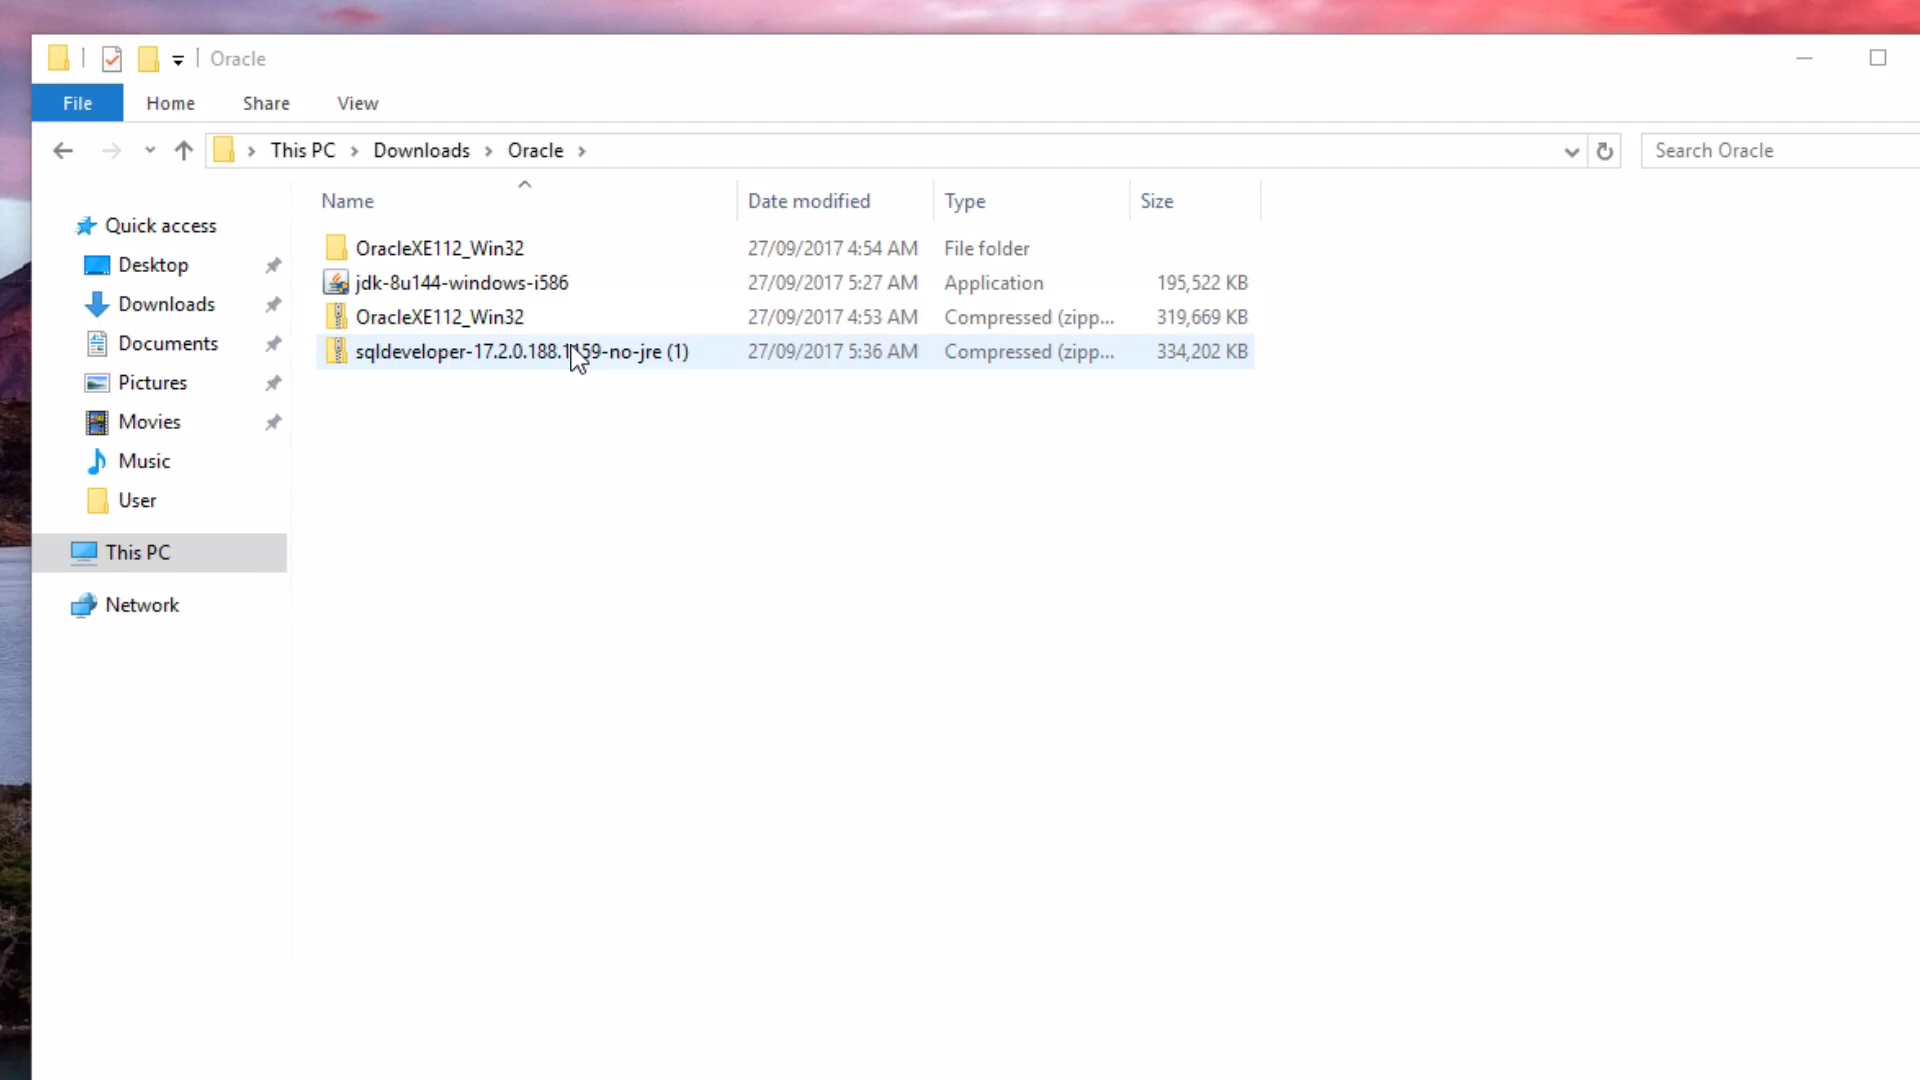 Oracle
File Home Share View
This PC Downloads Oracle
Search Oracle
Name Date modified Type Size
Quick access
Desktop
Downloads
Documents
Pictures
Movies
Music
User
This PC
Network
OracleXE112_Win32 27/09/2017 4:54 AM File folder
jdk-8u144-windows-i586 27/09/2017 5:27 AM Application 195,522 KB
OracleXE112_Win32 27/09/2017 4:53 AM Compressed (zipp... 319,669 KB
sqldeveloper-17.2.0.188.1159-no-jre (1) 27/09/2017 5:36 AM Compressed (zipp... 334,202 KB